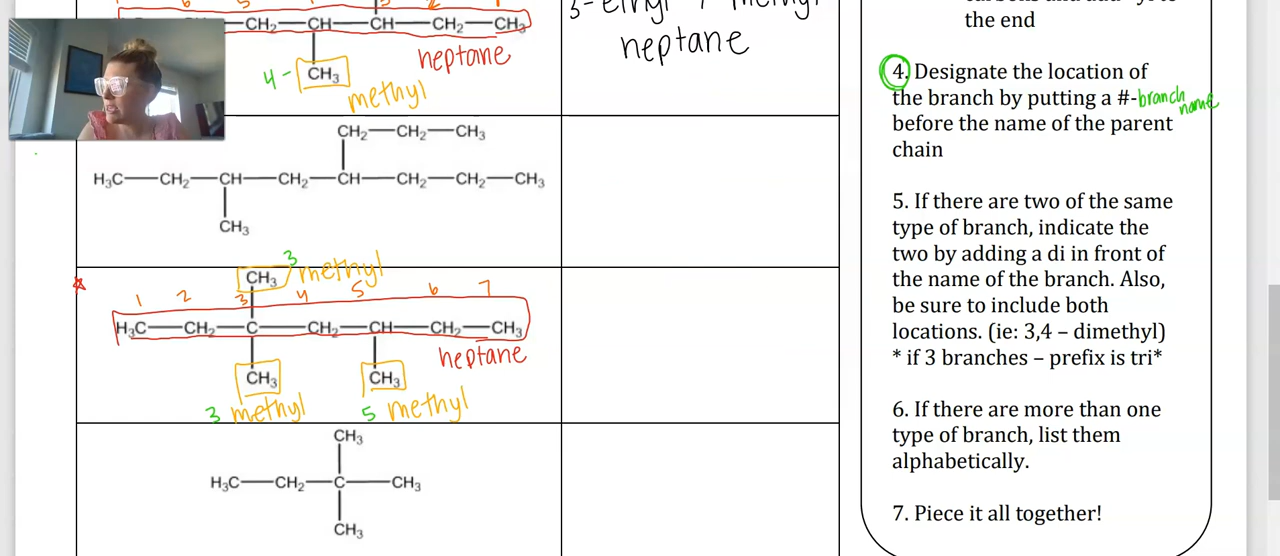 CH₂—CH—CH—CH₂—CH₃
4- CH₃
heptane
methyl
3-ethyl 4 methyl
neptane
CH₂—CH₂—CH₃
H₃C—CH₂—CH—CH₂—CH—CH₂—CH₂—CH₃
CH₃
CH₃ 3 methyl
1 2 3 4 5 6 7
H₃C—CH₂—C—CH₂—CH—CH₂—CH₃
heptane
CH₃ CH₃
3 methyl 5 methyl
CH₃
H₃C—CH₂—C—CH₃
CH₃
the end
4. Designate the location of
the branch by putting a #-branch name
before the name of the parent
chain
5. If there are two of the same
type of branch, indicate the
two by adding a di in front of
the name of the branch. Also,
be sure to include both
locations. (ie: 3,4 – dimethyl)
* if 3 branches – prefix is tri*
6. If there are more than one
type of branch, list them
alphabetically.
7. Piece it all together!